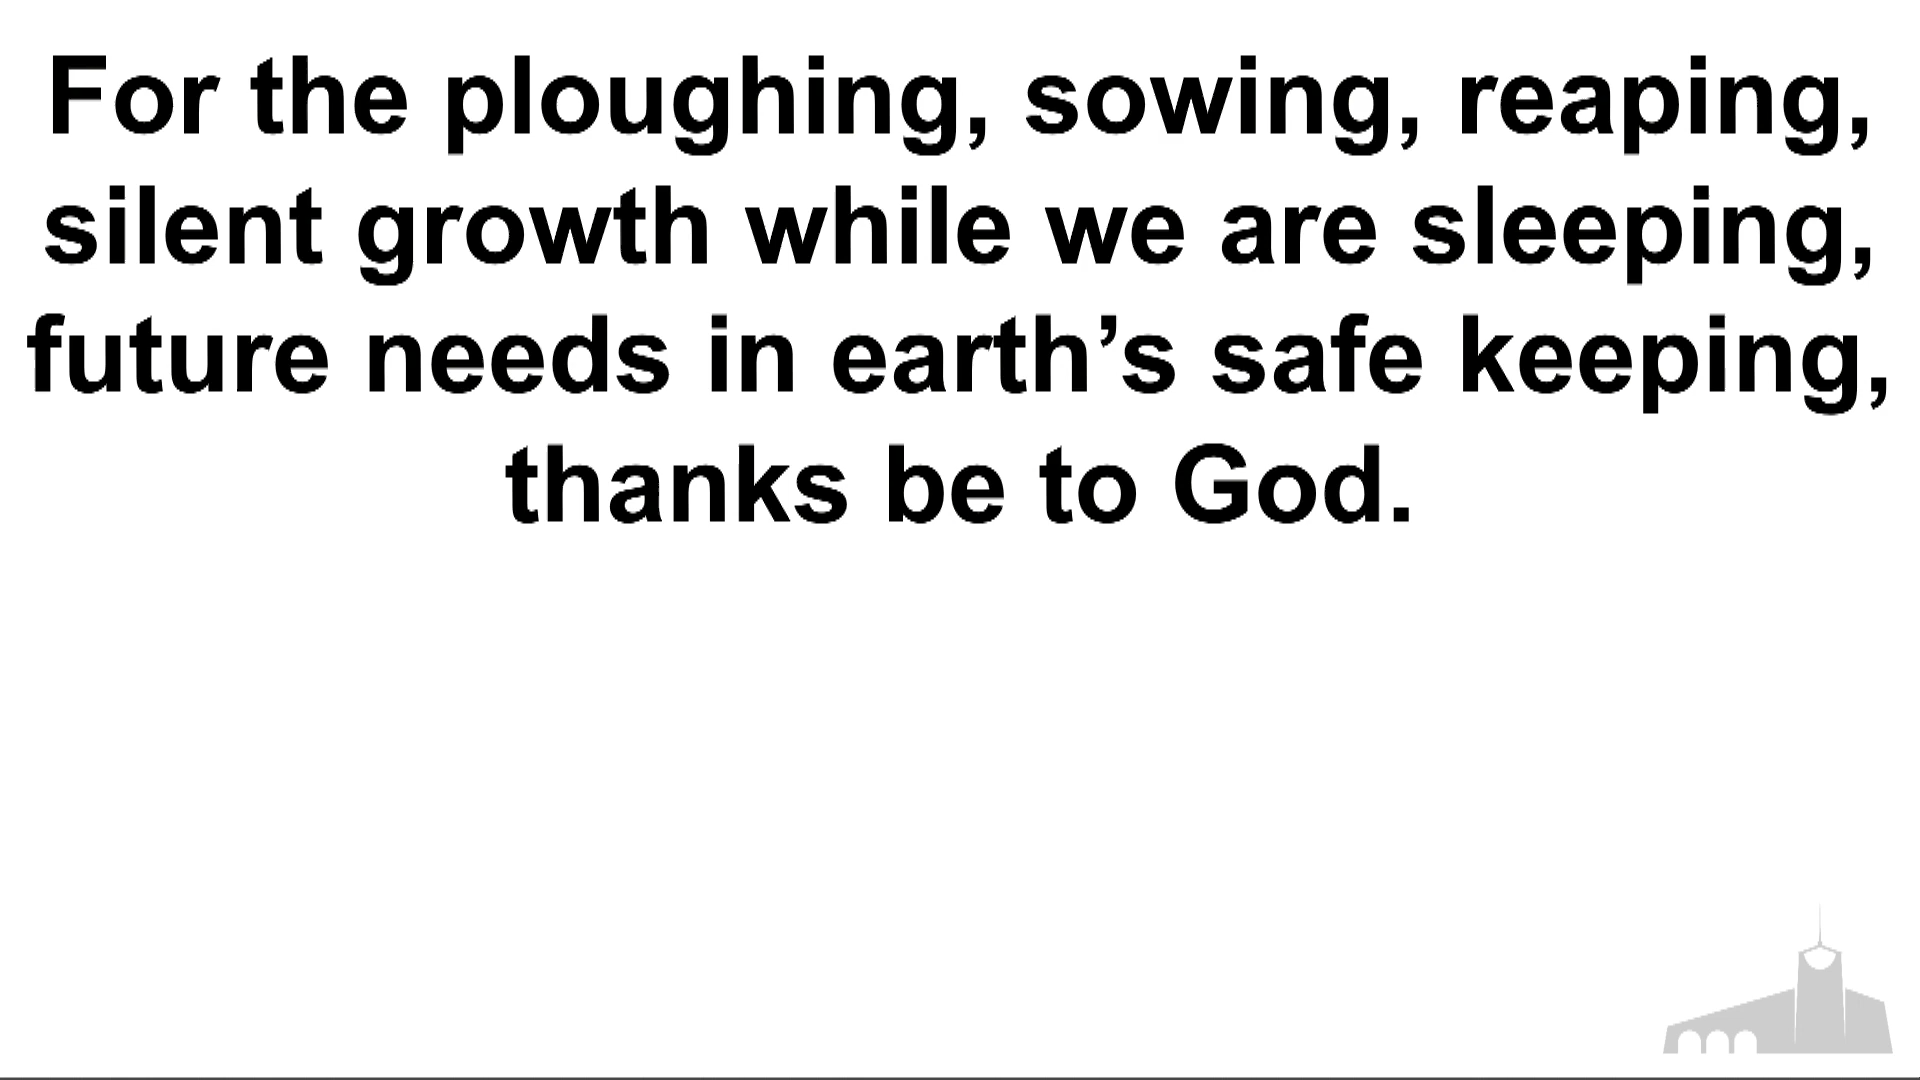 For the ploughing, sowing, reaping,
silent growth while we are sleeping,
future needs in earth’s safe keeping,
thanks be to God.